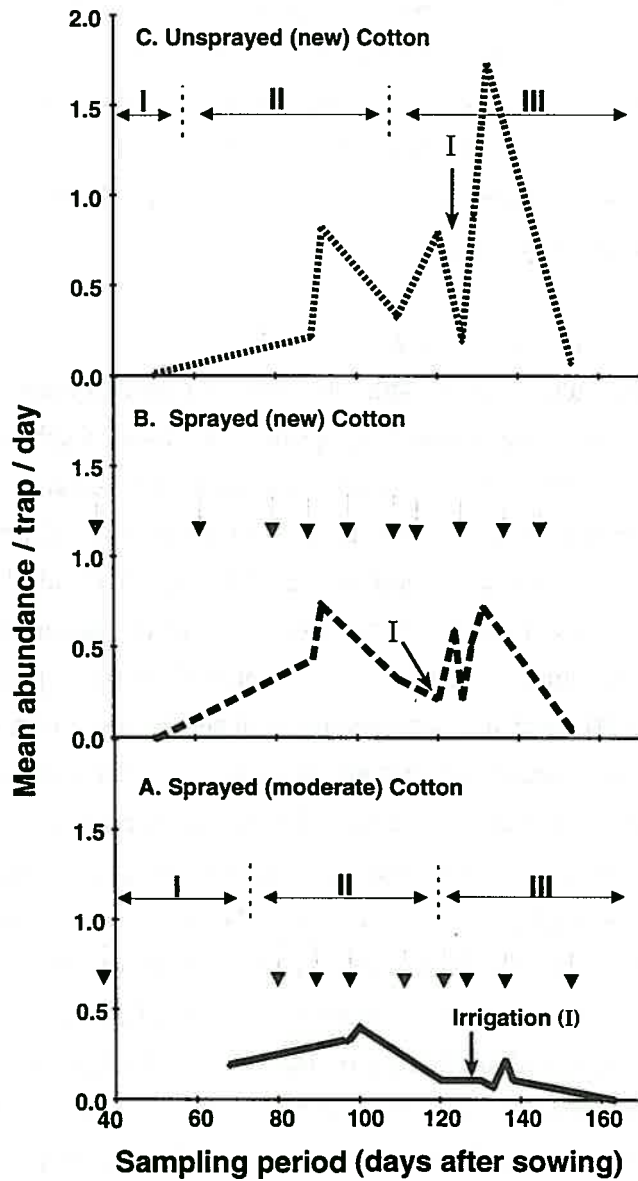 2.0
C. Unsprayed (new) Cotton
I II III
1.5
I
1.0
0.5
0.0
B. Sprayed (new) Cotton
1.5
1.0
I
0.5
0.0
A. Sprayed (moderate) Cotton
1.5
I II III
1.0
0.5
Irrigation (I)
0.0
40 60 80 100 120 140 160
Sampling period (days after sowing)
Mean abundance / trap / day